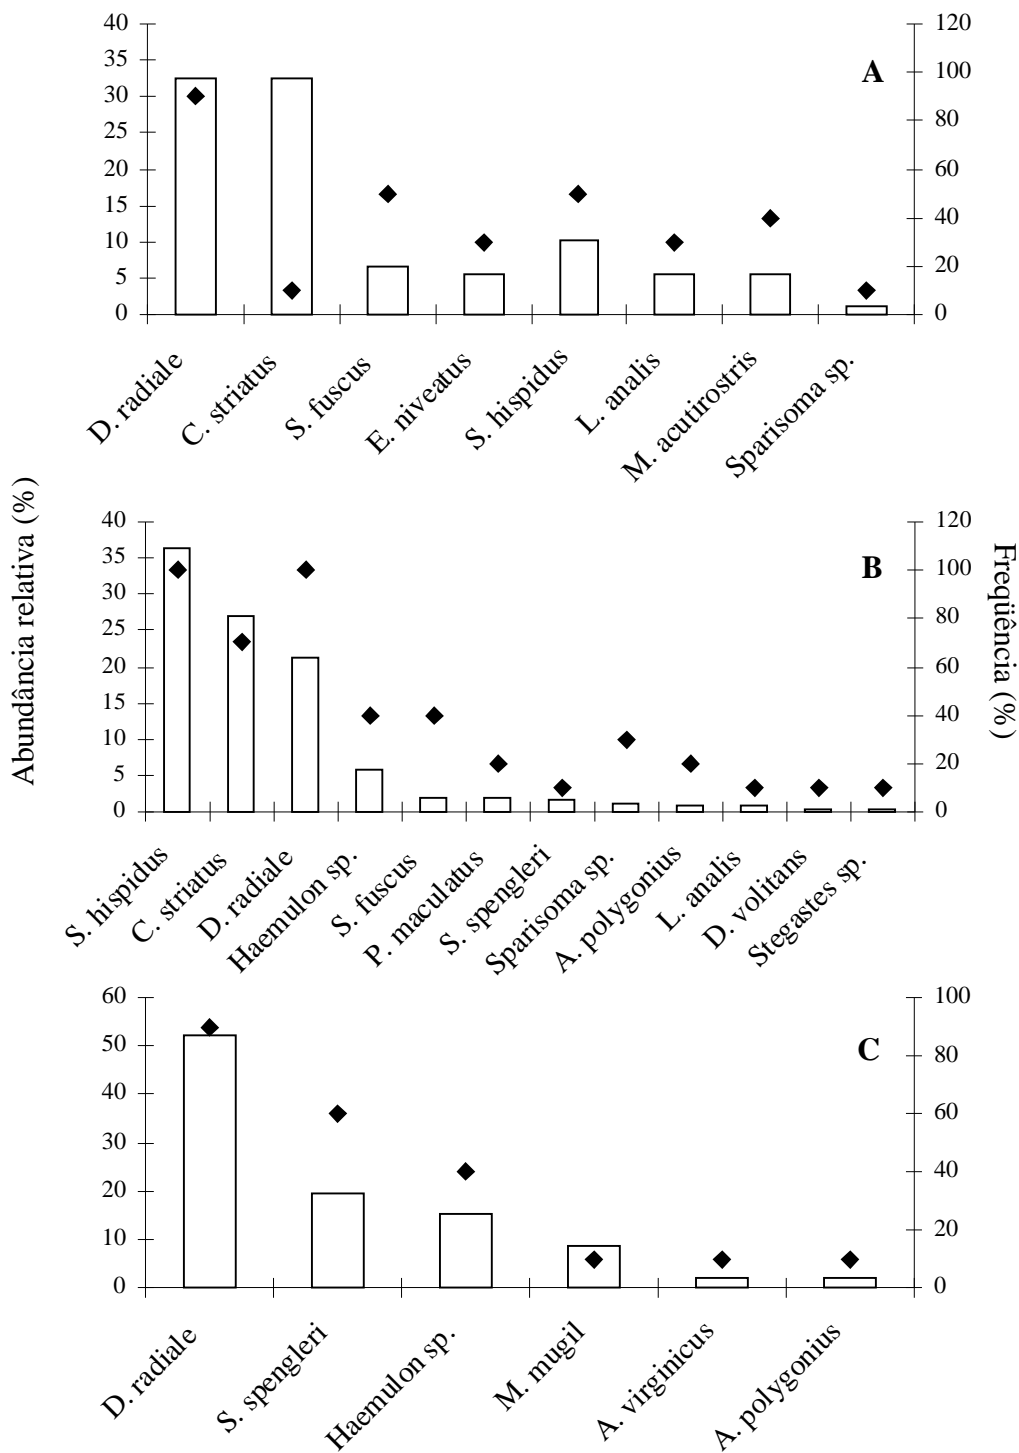 40
35
30
25
20
15
10
5
0
120
100
80
60
40
20
0
A
D. radiale
C. striatus
S. fuscus
E. niveatus
S. hispidus
L. analis
M. acutirostris
Sparisoma sp.
Abundância relativa (%)
40
35
30
25
20
15
10
5
0
120
100
80
60
40
20
0
B
Freqüência (%)
S. hispidus
C. striatus
D. radiale
Haemulon sp.
S. fuscus
P. maculatus
S. spengleri
Sparisoma sp.
A. polygonius
L. analis
D. volitans
Stegastes sp.
60
50
40
30
20
10
0
100
80
60
40
20
0
C
D. radiale
S. spengleri
Haemulon sp.
M. mugil
A. virginicus
A. polygonius